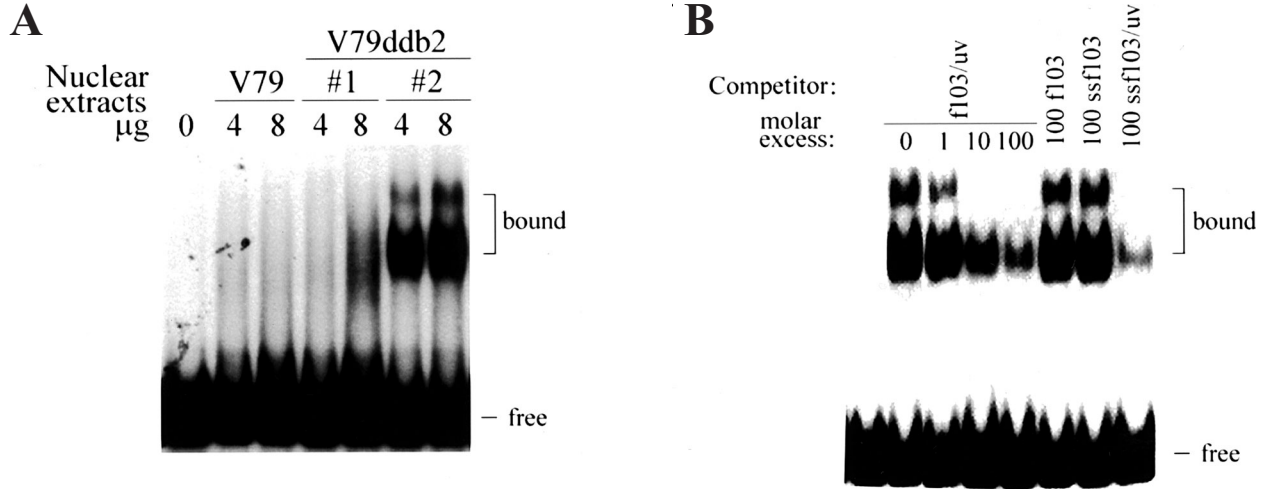 A
V79ddb2
Nuclear
extracts
V79 #1 #2
µg 0 4 8 4 8 4 8
bound
free
B
Competitor:
f103/uv
100 f103
100 ssf103
100 ssf103/uv
molar
excess:
0 1 10 100
bound
free